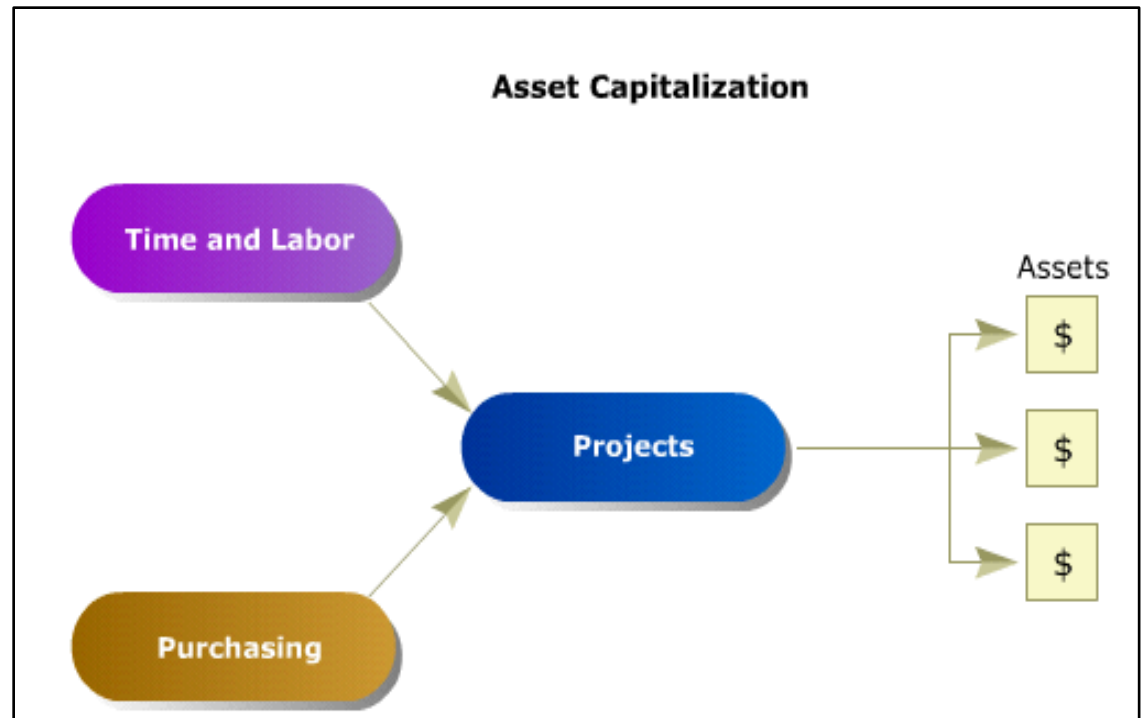 Asset Capitalization
Time and Labor
Assets
$
Projects
$
$
Purchasing